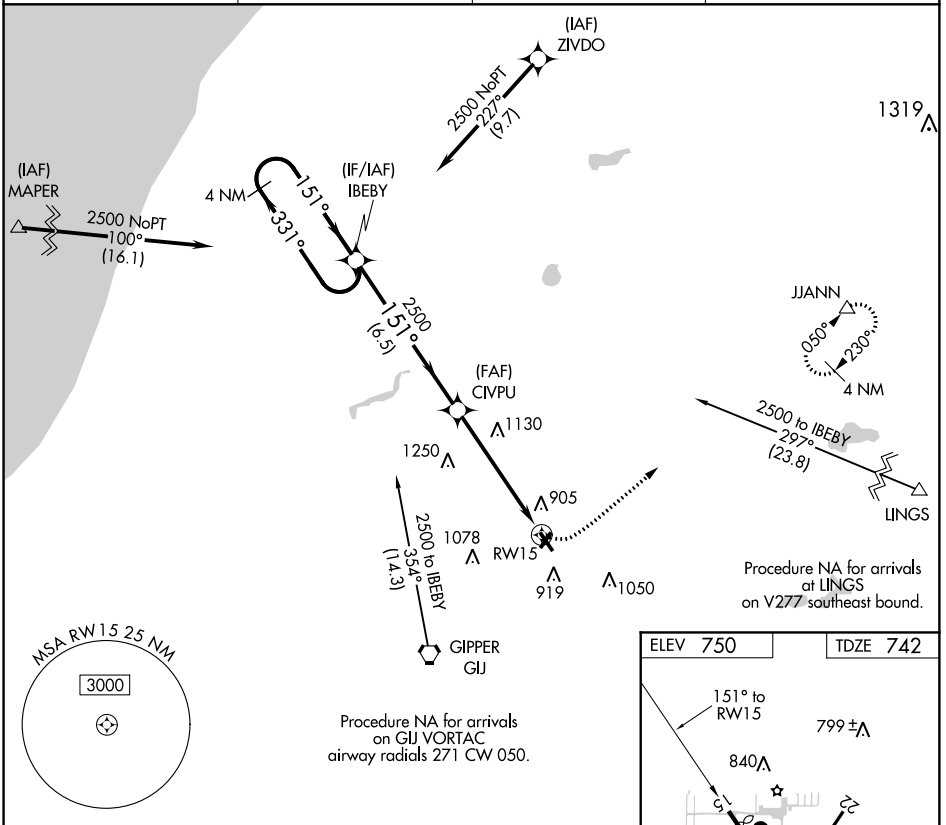 (IAF)
ZIVDO
2500 NoPT
227°
(9.7)
1319
(IAF)
MAPER
2500 NoPT
100°
(16.1)
4 NM
151°
331°
(IF/IAF)
IBEBY
2500
151°
(6.5)
JJANN
050°
230°
4 NM
(FAF)
CIVPU
1130
1250
2500 to IBEBY
297°
(23.8)
LINGS
905
RW15
1078
919
1050
2500 to IBEBY
354°
(14.3)
GIPPER
GIJ
Procedure NA for arrivals
at LINGS
on V277 southeast bound.
MSA RW15 25 NM
3000
Procedure NA for arrivals
on GIJ VORTAC
airway radials 271 CW 050.
ELEV 750
TDZE 742
151° to
RW15
799 ±
840
15
22